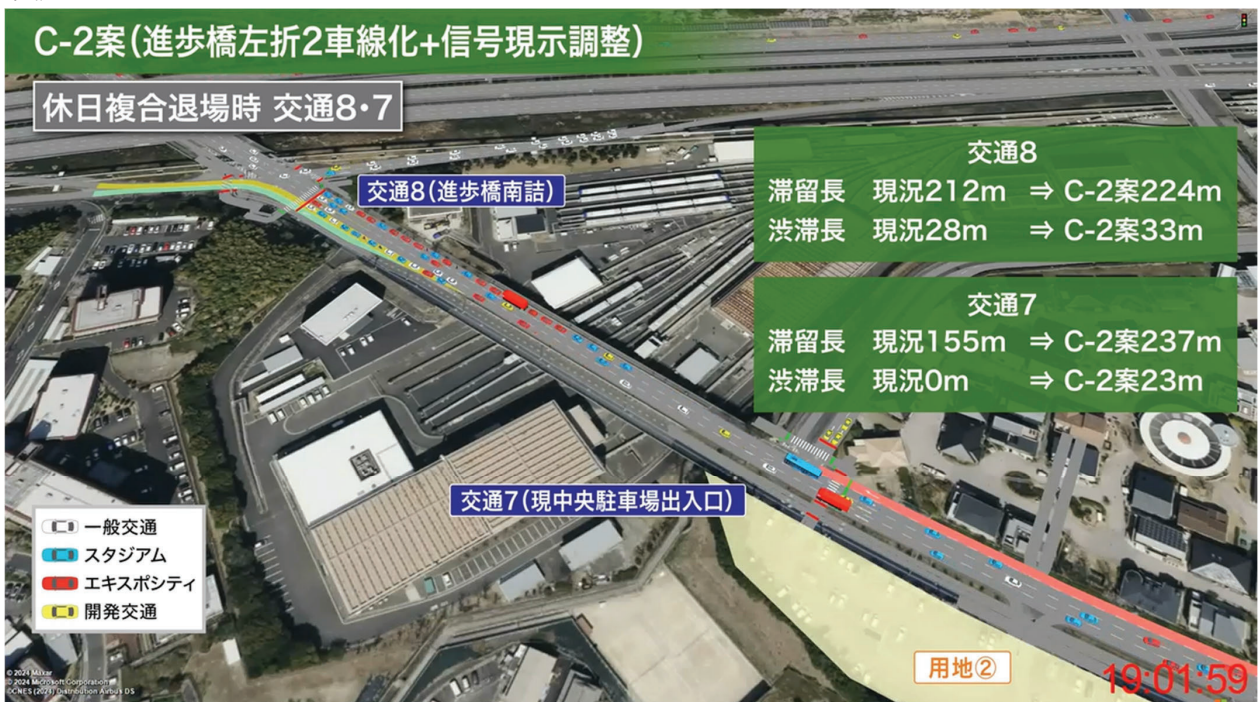 C-2案(進歩橋左折2車線化+信号現示調整)
休日複合退場時 交通8・7
交通8(進歩橋南詰)
交通8
滞留長 現況212m ⇒ C-2案224m
渋滞長 現況28m ⇒ C-2案33m
交通7
滞留長 現況155m ⇒ C-2案237m
渋滞長 現況0m ⇒ C-2案23m
交通7(現中央駐車場出入口)
一般交通
スタジアム
エキスポシティ
開発交通
用地②
© 2024 Maxar
© 2024 Microsoft Corporation
©CNES (2024) Distribution Airbus DS
19:01:59